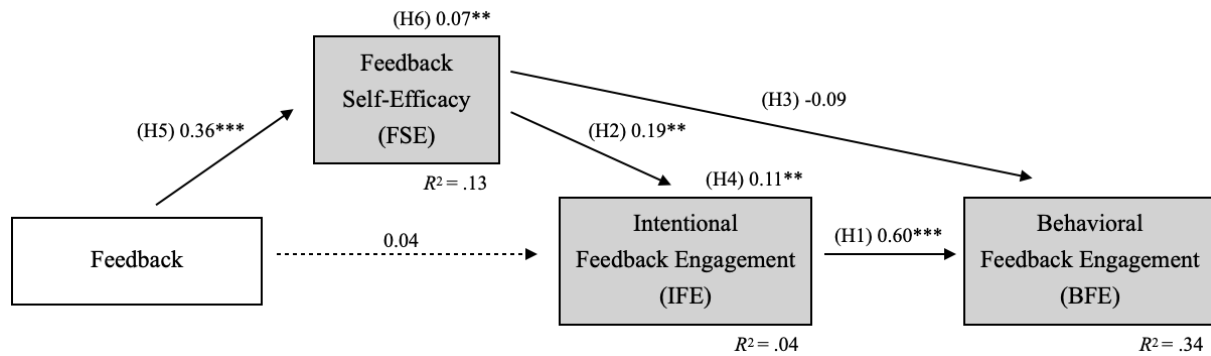 (H6) 0.07**
Feedback
Self-Efficacy
(FSE)
(H5) 0.36***
(H3) -0.09
(H2) 0.19**
R² = .13
(H4) 0.11**
Feedback
0.04
Intentional
Feedback Engagement
(IFE)
(H1) 0.60***
Behavioral
Feedback Engagement
(BFE)
R² = .04
R² = .34